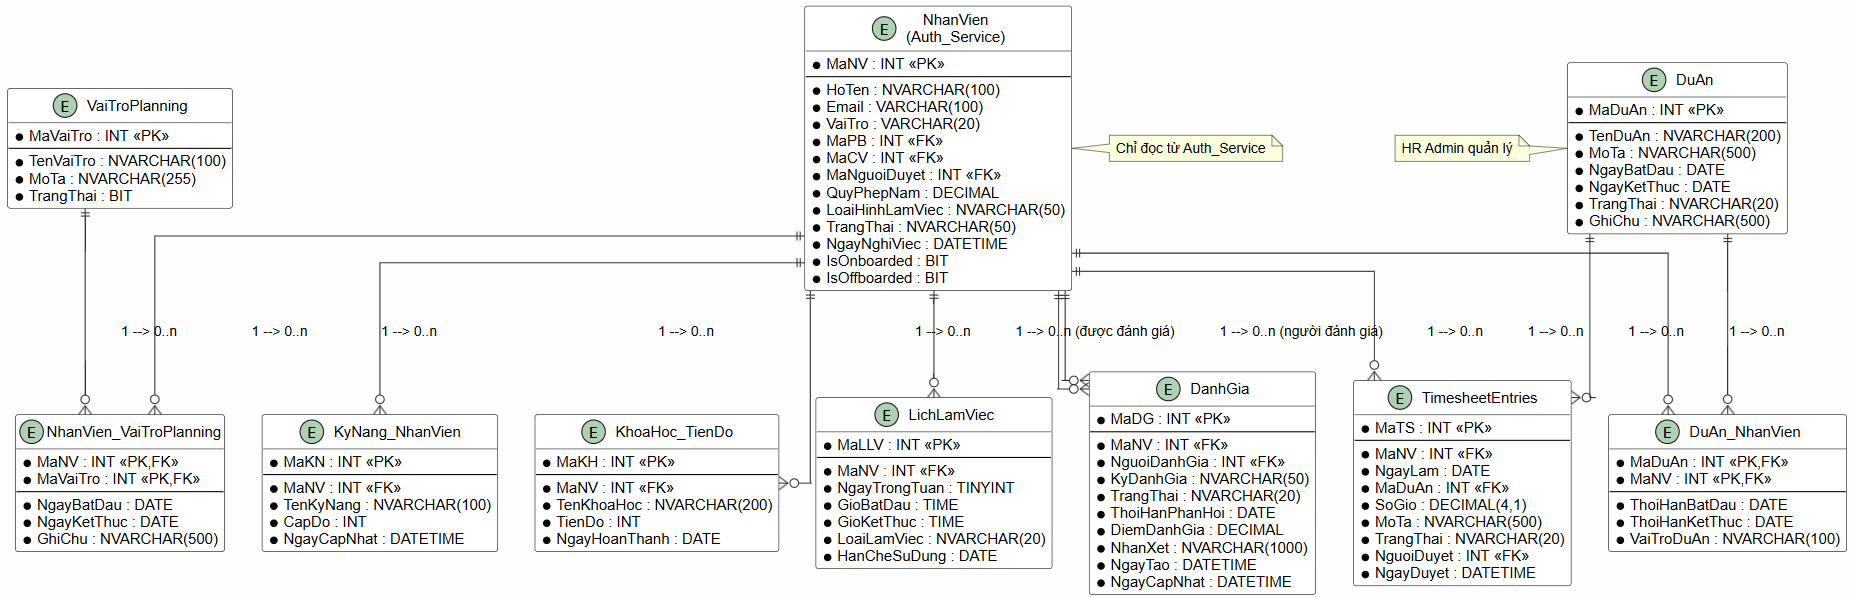 E NhanVien
(Auth_Service)
MaNV : INT «PK»
HoTen : NVARCHAR(100)
Email : VARCHAR(100)
VaiTro : VARCHAR(20)
MaPB : INT «FK»
MaCV : INT «FK»
MaNguoiDuyet : INT «FK»
QuyPhepNam : DECIMAL
LoaiHinhLamViec : NVARCHAR(50)
TrangThai : NVARCHAR(50)
NgayNghiViec : DATETIME
IsOnboarded : BIT
IsOffboarded : BIT
E VaiTroPlanning
MaVaiTro : INT «PK»
TenVaiTro : NVARCHAR(100)
MoTa : NVARCHAR(255)
TrangThai : BIT
Chỉ đọc từ Auth_Service
HR Admin quản lý
E DuAn
MaDuAn : INT «PK»
TenDuAn : NVARCHAR(200)
MoTa : NVARCHAR(500)
NgayBatDau : DATE
NgayKetThuc : DATE
TrangThai : NVARCHAR(20)
GhiChu : NVARCHAR(500)
1 --> 0..n
1 --> 0..n
1 --> 0..n
1 --> 0..n
1 --> 0..n
1 --> 0..n (được đánh giá)
1 --> 0..n (người đánh giá)
1 --> 0..n
1 --> 0..n
1 --> 0..n
1 --> 0..n
E NhanVien_VaiTroPlanning
MaNV : INT «PK,FK»
MaVaiTro : INT «PK,FK»
NgayBatDau : DATE
NgayKetThuc : DATE
GhiChu : NVARCHAR(500)
E KyNang_NhanVien
MaKN : INT «PK»
MaNV : INT «FK»
TenKyNang : NVARCHAR(100)
CapDo : INT
NgayCapNhat : DATETIME
E KhoaHoc_TienDo
MaKH : INT «PK»
MaNV : INT «FK»
TenKhoaHoc : NVARCHAR(200)
TienDo : INT
NgayHoanThanh : DATE
E LichLamViec
MaLLV : INT «PK»
MaNV : INT «FK»
NgayTrongTuan : TINYINT
GioBatDau : TIME
GioKetThuc : TIME
LoaiLamViec : NVARCHAR(20)
HanCheSuDung : DATE
E DanhGia
MaDG : INT «PK»
MaNV : INT «FK»
NguoiDanhGia : INT «FK»
KyDanhGia : NVARCHAR(50)
TrangThai : NVARCHAR(20)
ThoiHanPhanHoi : DATE
DiemDanhGia : DECIMAL
NhanXet : NVARCHAR(1000)
NgayTao : DATETIME
NgayCapNhat : DATETIME
E TimesheetEntries
MaTS : INT «PK»
MaNV : INT «FK»
NgayLam : DATE
MaDuAn : INT «FK»
SoGio : DECIMAL(4,1)
MoTa : NVARCHAR(500)
TrangThai : NVARCHAR(20)
NguoiDuyet : INT «FK»
NgayDuyet : DATETIME
E DuAn_NhanVien
MaDuAn : INT «PK,FK»
MaNV : INT «PK,FK»
ThoiHanBatDau : DATE
ThoiHanKetThuc : DATE
VaiTroDuAn : NVARCHAR(100)